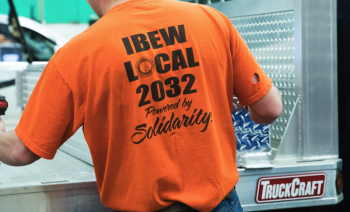 IBEW
LOCAL
2032
Powered by
Solidarity.
TRUCKCRAFT